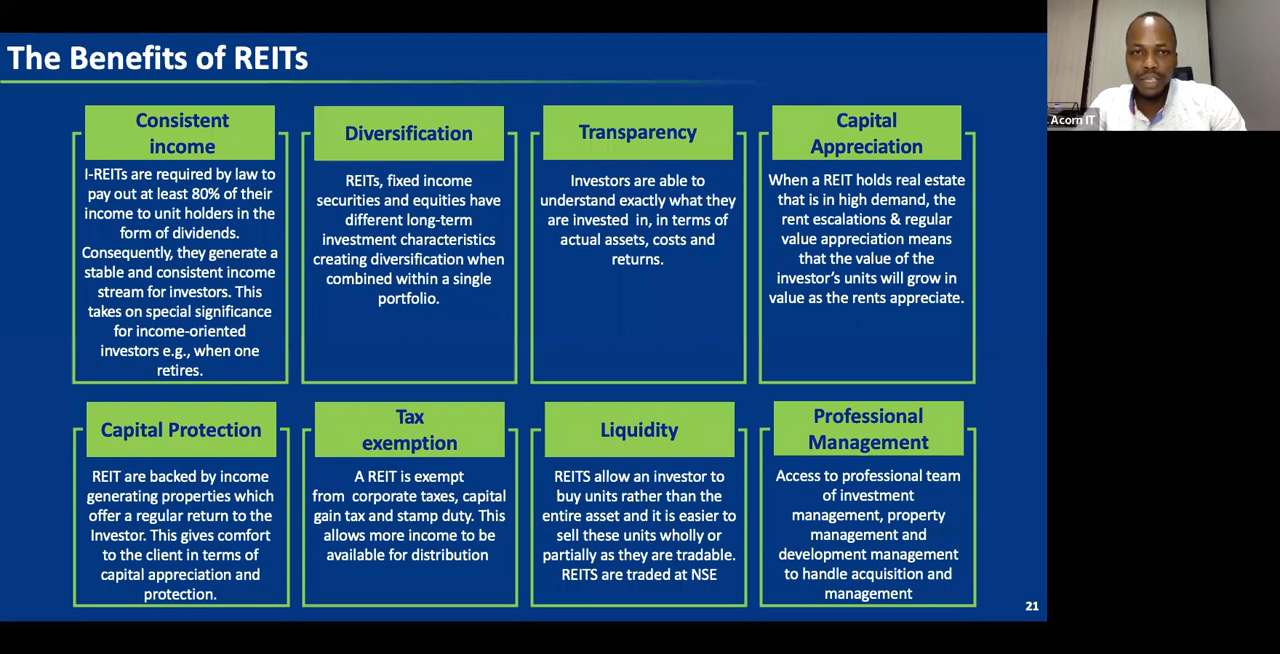 The Benefits of REITs
Consistent
income
I-REITs are required by law to
pay out at least 80% of their
income to unit holders in the
form of dividends.
Consequently, they generate a
stable and consistent income
stream for investors. This
takes on special significance
for income-oriented
investors e.g., when one
retires.
Diversification
REITs, fixed income
securities and equities have
different long-term
investment characteristics
creating diversification when
combined within a single
portfolio.
Transparency
Investors are able to
understand exactly what they
are invested in, in terms of
actual assets, costs and
returns.
Capital
Appreciation
When a REIT holds real estate
that is in high demand, the
rent escalations & regular
value appreciation means
that the value of the
investor's units will grow in
value as the rents appreciate.
Capital Protection
REIT are backed by income
generating properties which
offer a regular return to the
Investor. This gives comfort
to the client in terms of
capital appreciation and
protection.
Tax
exemption
A REIT is exempt
from corporate taxes, capital
gain tax and stamp duty. This
allows more income to be
available for distribution
Liquidity
REITS allow an investor to
buy units rather than the
entire asset and it is easier to
sell these units wholly or
partially as they are tradable.
REITS are traded at NSE
Professional
Management
Access to professional team
of investment
management, property
management and
development management
to handle acquisition and
management
21
Acorn IT